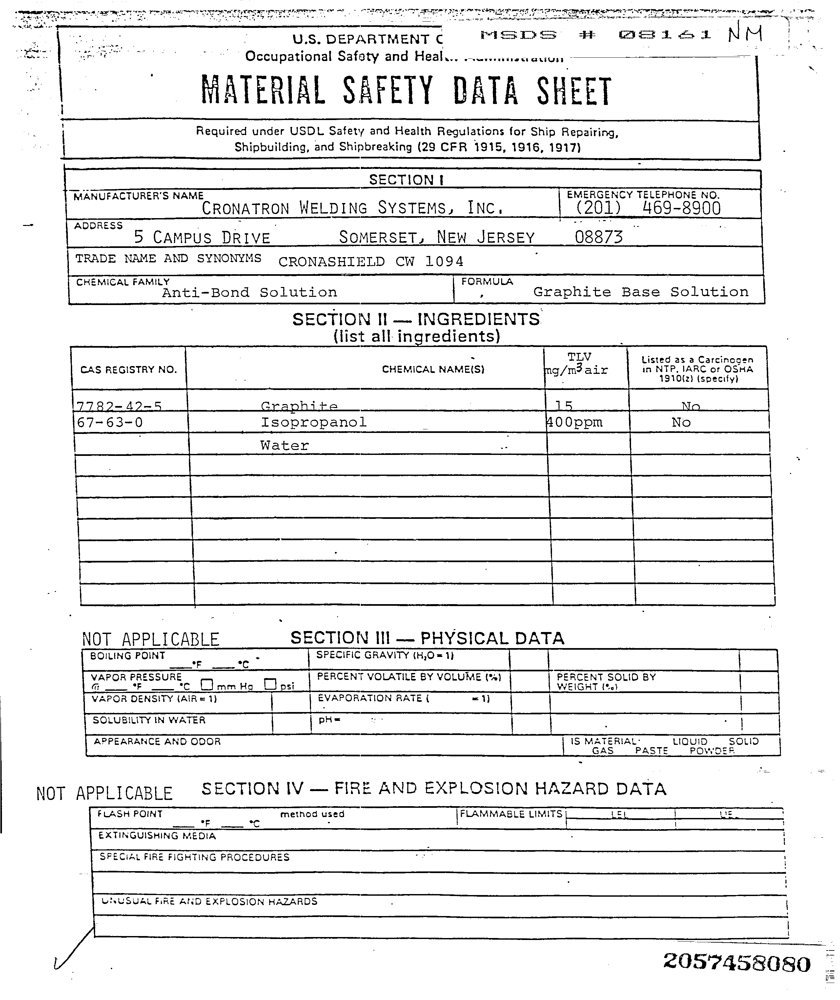 U.S. DEPARTMENT MSDS # 08161 NM
Occupational Safety and
MATERIAL SAFETY DATA SHEET
Required under USDL Safety and Health Regulations for Ship Repairing,
Shipbuilding, and Shipbreaking (29 CFR 1915, 1916, 1917)
SECTION I
MANUFACTURER'S NAME EMERGENCY TELEPHONE NO.
CRONATRON WELDING SYSTEMS, INC. (201) 469-8900
ADDRESS
5 CAMPUS DRIVE SOMERSET, NEW JERSEY 08873
TRADE NAME AND SYNONYMS CRONASHIELD CW 1094
CHEMICAL FAMILY FORMULA
Anti-Bond Solution Graphite Base Solution
SECTION II — INGREDIENTS
(list all ingredients)
CAS REGISTRY NO. CHEMICAL NAME(S) TLV mg/m³air Listed as a Carcinogen in NTP, IARC or OSHA 1910(z) (specify)
7782-42-5 Graphite 15 No
67-63-0 Isopropanol 400ppm No
Water
NOT APPLICABLE SECTION III — PHYSICAL DATA
BOILING POINT ___°F ___°C SPECIFIC GRAVITY (H₂O=1)
VAPOR PRESSURE PERCENT VOLATILE BY VOLUME (%) PERCENT SOLID BY
@ ___°F ___°C ☐ mm Hg ☐ psi WEIGHT (%)
VAPOR DENSITY (AIR=1) EVAPORATION RATE ( =1)
SOLUBILITY IN WATER pH=
APPEARANCE AND ODOR IS MATERIAL: LIQUID SOLID
GAS PASTE POWDER
NOT APPLICABLE SECTION IV — FIRE AND EXPLOSION HAZARD DATA
FLASH POINT ___°F ___°C method used FLAMMABLE LIMITS LEL
EXTINGUISHING MEDIA
SPECIAL FIRE FIGHTING PROCEDURES
UNUSUAL FIRE AND EXPLOSION HAZARDS
2057458080